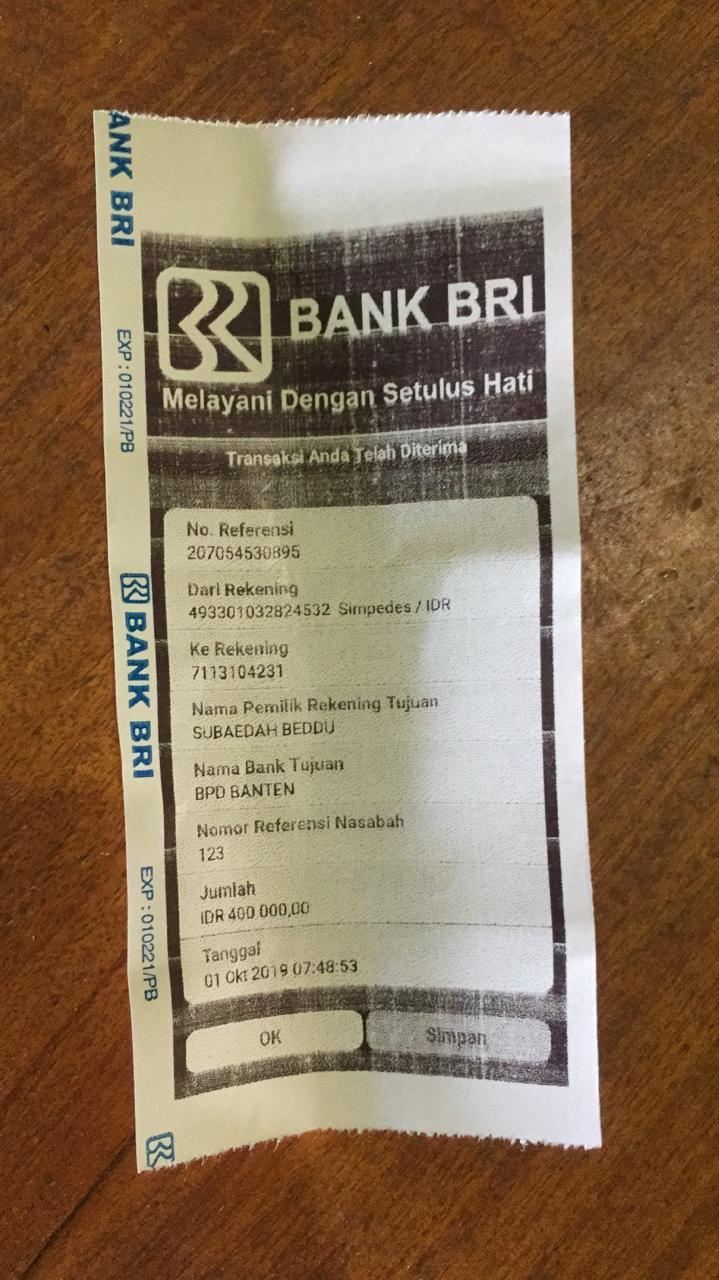 BANK BRI
Melayani Dengan Setulus Hati
Transaksi Anda Telah Diterima
No. Referensi
207054530895
Dari Rekening
493301032824532 Simpedes / IDR
Ke Rekening
7113104231
Nama Pemilik Rekening Tujuan
SUBAEDAH BEDDU
Nama Bank Tujuan
BPD BANTEN
Nomor Referensi Nasabah
123
Jumlah
IDR 400 000,00
Tanggal
01 Okt 2019 07:48:53
OK
Simpan
ANK BRI
EXP : 010221/PB
BANK BRI
EXP : 010221/PB